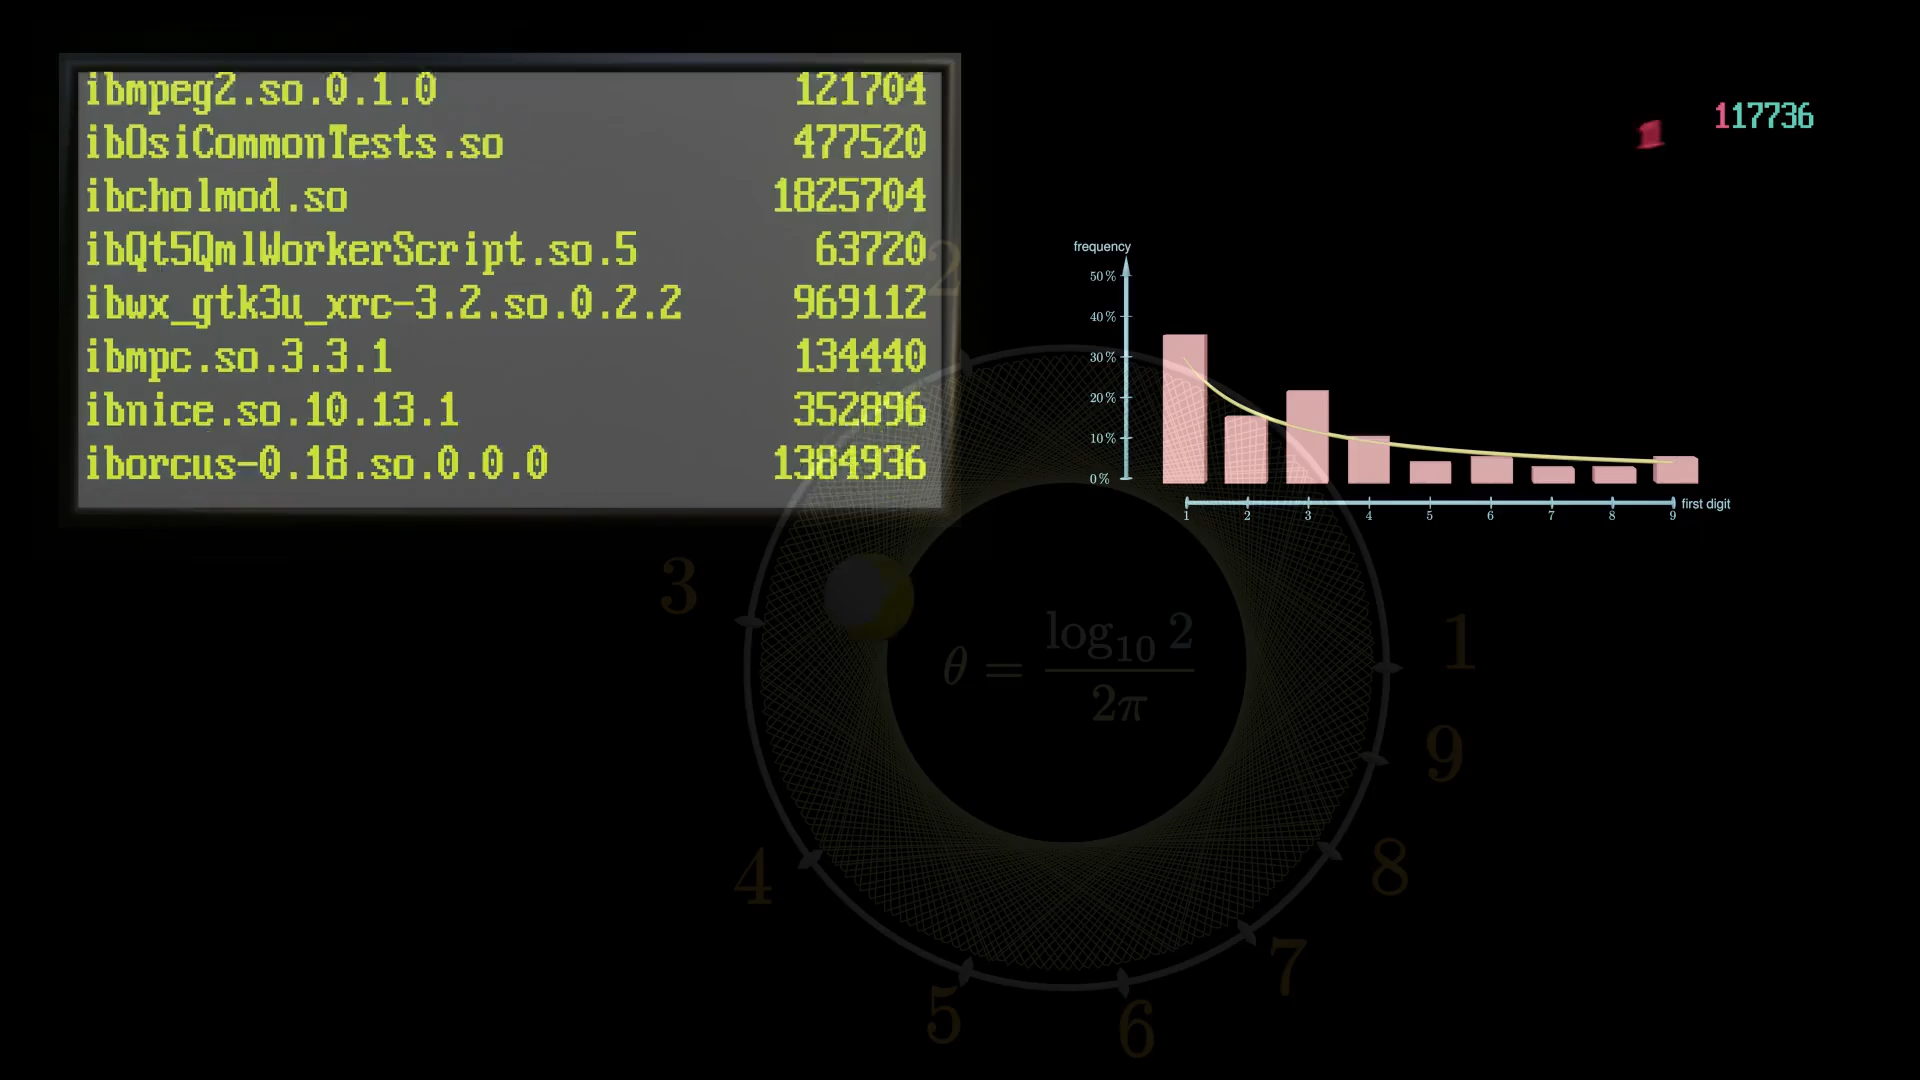 ibmpeg2.so.0.1.0 121704
ibOsiCommonTests.so 477520
ibcholmod.so 1825704
ibQt5QmlWorkerScript.so.5 63720
ibwx_gtk3u_xrc-3.2.so.0.2.2 969112
ibmpc.so.3.3.1 134440
ibnice.so.10.13.1 352896
iborcus-0.18.so.0.0.0 1384936
1
117736
frequency
50%
40%
30%
20%
10%
0%
1 2 3 4 5 6 7 8 9
first digit
2
3
1
θ = log₁₀ 2 / 2π
9
4
8
7
5
6